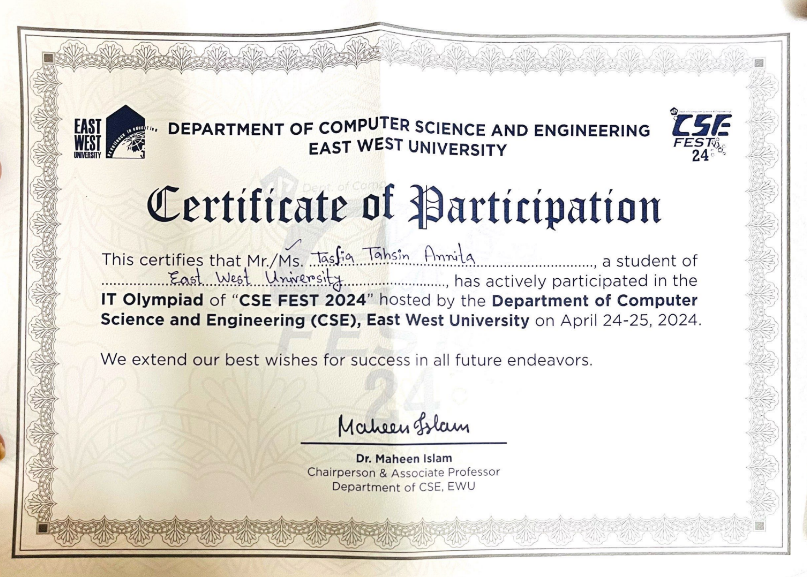 EAST
WEST
UNIVERSITY
DEPARTMENT OF COMPUTER SCIENCE AND ENGINEERING
EAST WEST UNIVERSITY
CSE
FEST
24
Certificate of Participation
This certifies that Mr./Ms. Tasfia Tahsin Annita, a student of
East West University, has actively participated in the
IT Olympiad of “CSE FEST 2024” hosted by the Department of Computer
Science and Engineering (CSE), East West University on April 24-25, 2024.
We extend our best wishes for success in all future endeavors.
Maheen Islam
Dr. Maheen Islam
Chairperson & Associate Professor
Department of CSE, EWU